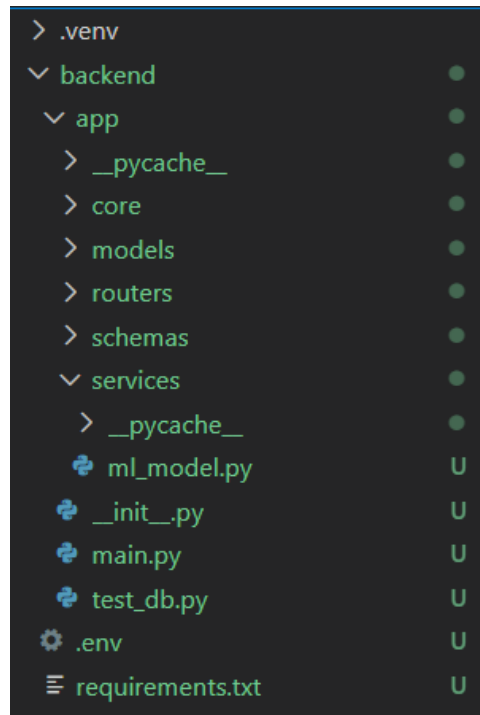 .venv
backend
app
__pycache__
core
models
routers
schemas
services
__pycache__
ml_model.py U
__init__.py U
main.py U
test_db.py U
.env U
requirements.txt U